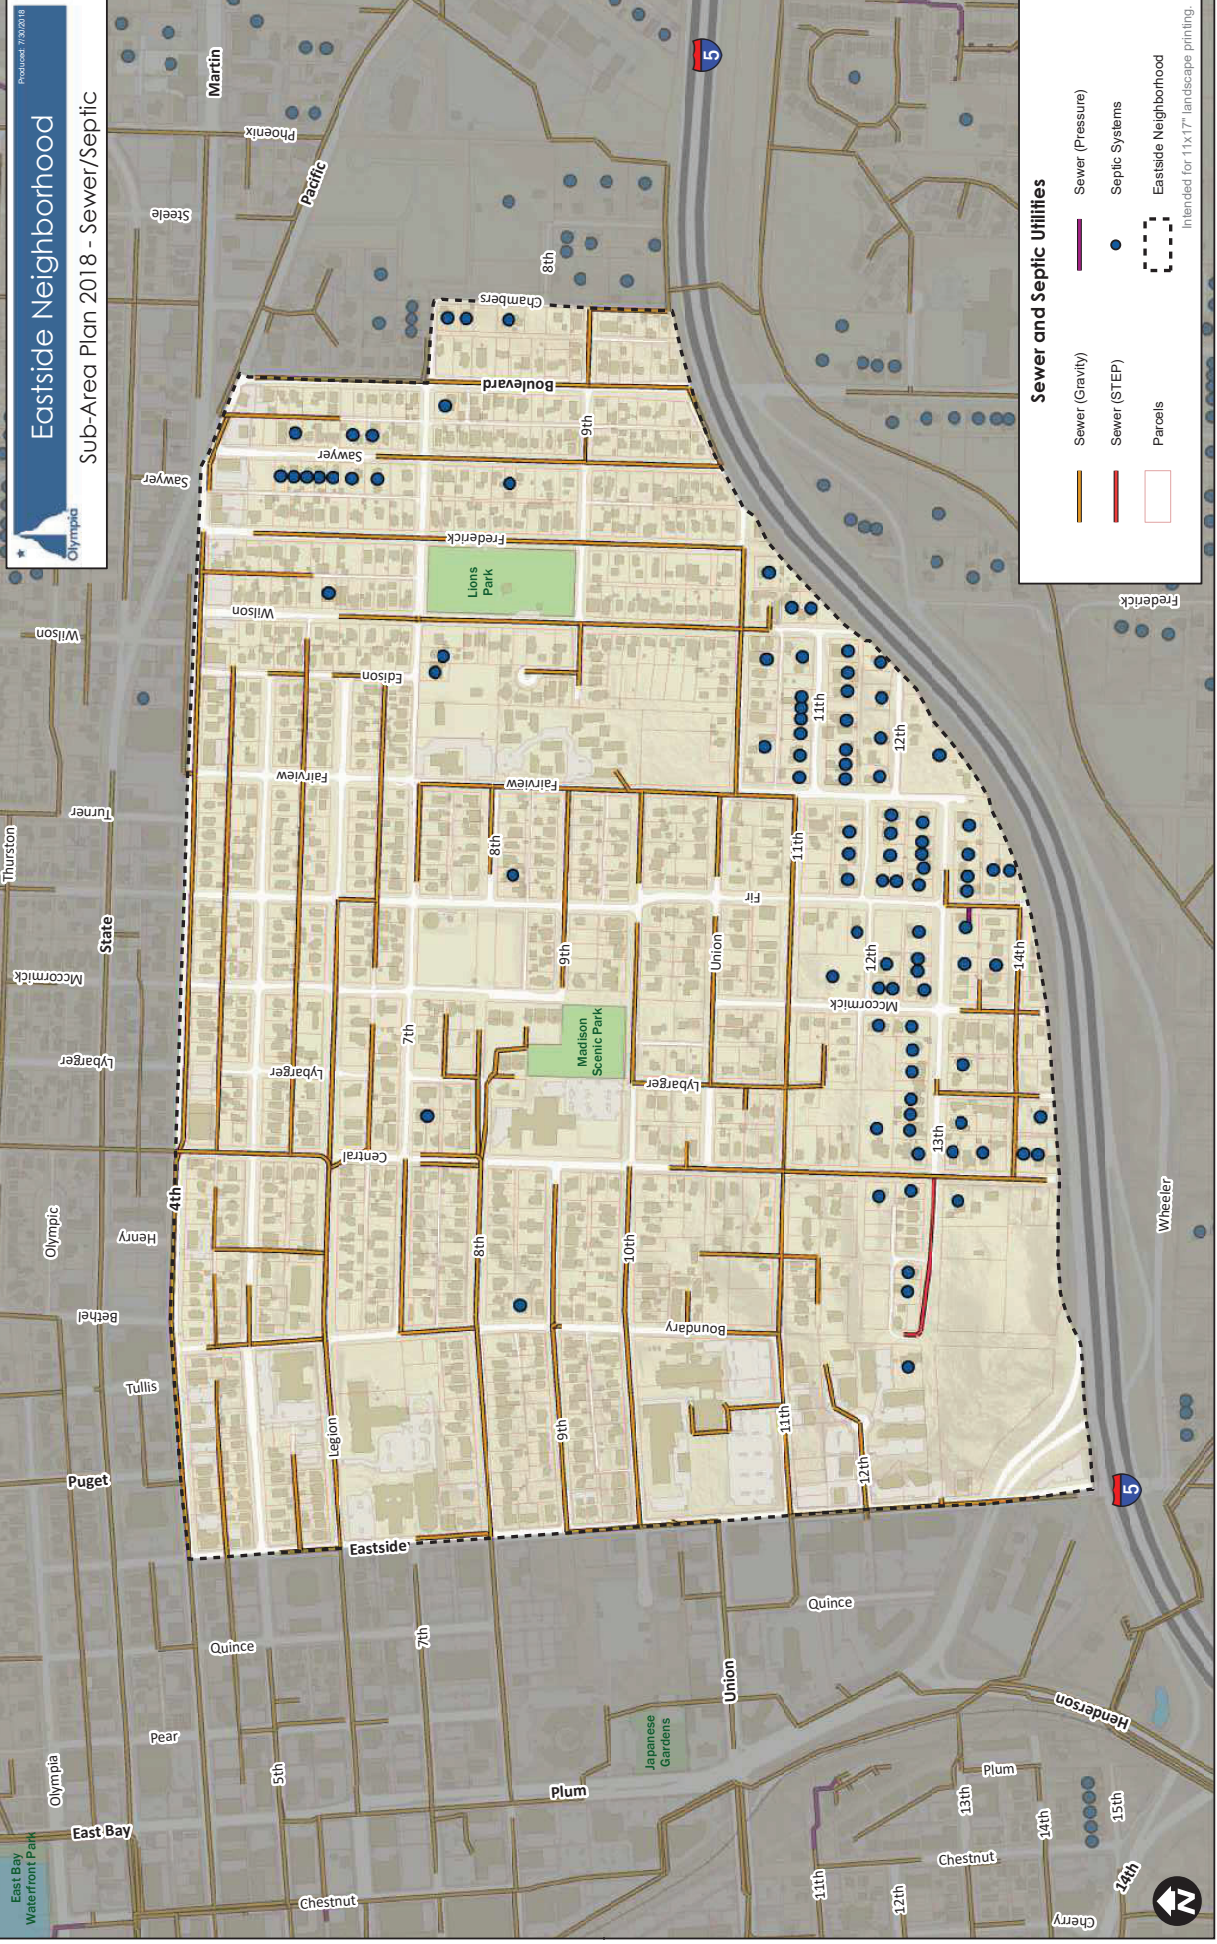 Eastside Neighborhood
Produced: 7/30/2018
Sub-Area Plan 2018 - Sewer/Septic
Olympia
Sewer and Septic Utilities
Sewer (Gravity)
Sewer (Pressure)
Sewer (STEP)
Septic Systems
Parcels
Eastside Neighborhood
Intended for 11x17" landscape printing.
East Bay
Waterfront Park
Olympia
East Bay
Chestnut
Pear
5th
Quince
7th
Plum
Japanese
Gardens
Union
Quince
Henderson
Plum
13th
14th
15th
Chestnut
11th
12th
14th
Cherry
N
Puget
Tullis
Bethel
Henry
Olympic
4th
Lybarger
Mccormick
State
Thurston
Turner
Wilson
Sawyer
Steele
Phoenix
Martin
Pacific
8th
Chambers
Boulevard
9th
Sawyer
Frederick
Lions
Park
Wilson
Edison
Fairview
Fairview
8th
11th
12th
11th
Fir
Union
9th
12th
14th
Mccormick
Madison
Scenic Park
7th
Lybarger
Lybarger
Central
13th
8th
10th
Boundary
Legion
9th
11th
12th
Eastside
Wheeler
Frederick
5
5